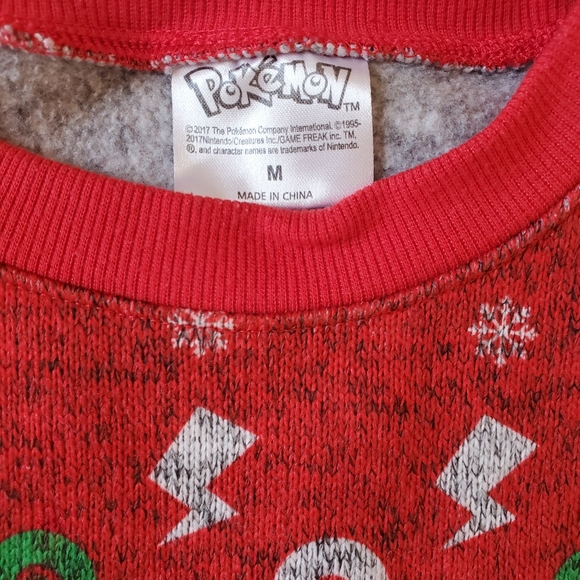 POKéMON™
©2017 The Pokémon Company International. ©1995-
2017Nintendo/Creatures Inc./GAME FREAK inc. TM,
®, and character names are trademarks of Nintendo.
M
MADE IN CHINA